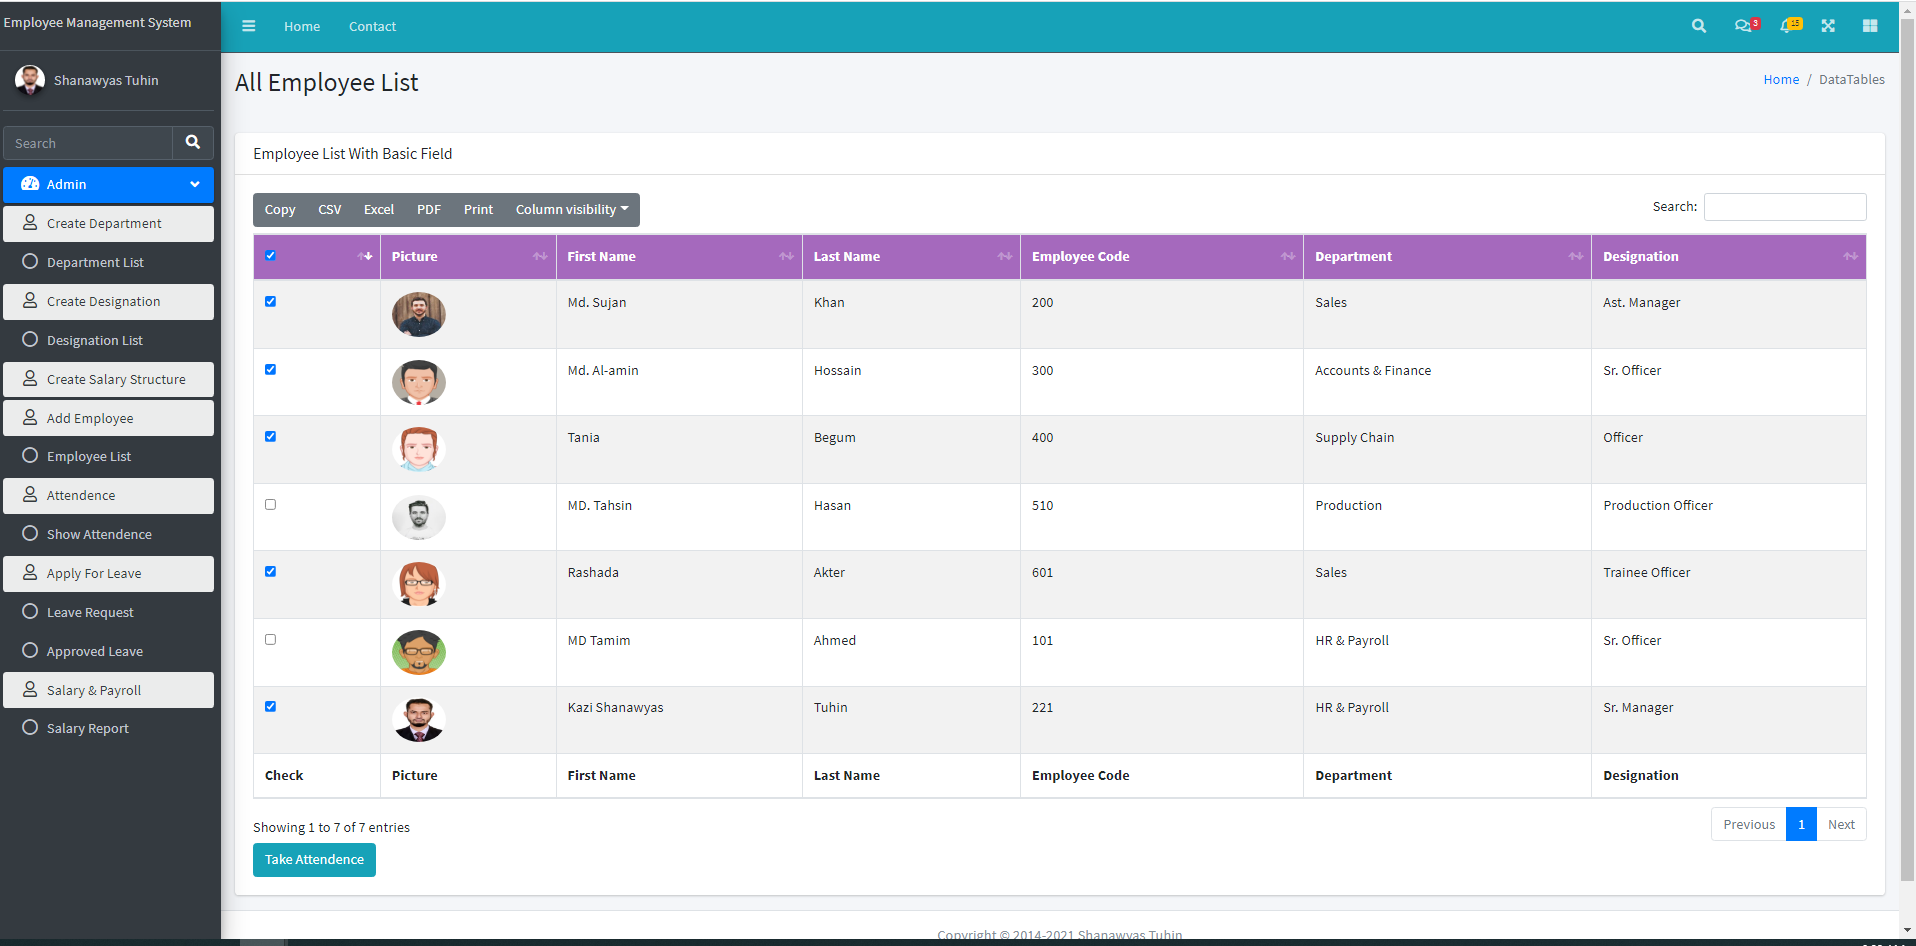 Employee Management System
Home
Contact
3
15
Shanawyas Tuhin
All Employee List
Home / DataTables
Search
Admin
Create Department
Department List
Create Designation
Designation List
Create Salary Structure
Add Employee
Employee List
Attendence
Show Attendence
Apply For Leave
Leave Request
Approved Leave
Salary & Payroll
Salary Report
Employee List With Basic Field
Copy CSV Excel PDF Print Column visibility
Search:
Picture First Name Last Name Employee Code Department Designation
Md. Sujan Khan 200 Sales Ast. Manager
Md. Al-amin Hossain 300 Accounts & Finance Sr. Officer
Tania Begum 400 Supply Chain Officer
MD. Tahsin Hasan 510 Production Production Officer
Rashada Akter 601 Sales Trainee Officer
MD Tamim Ahmed 101 HR & Payroll Sr. Officer
Kazi Shanawyas Tuhin 221 HR & Payroll Sr. Manager
Check Picture First Name Last Name Employee Code Department Designation
Showing 1 to 7 of 7 entries
Previous 1 Next
Take Attendence
Copyright © 2014-2021 Shanawyas Tuhin